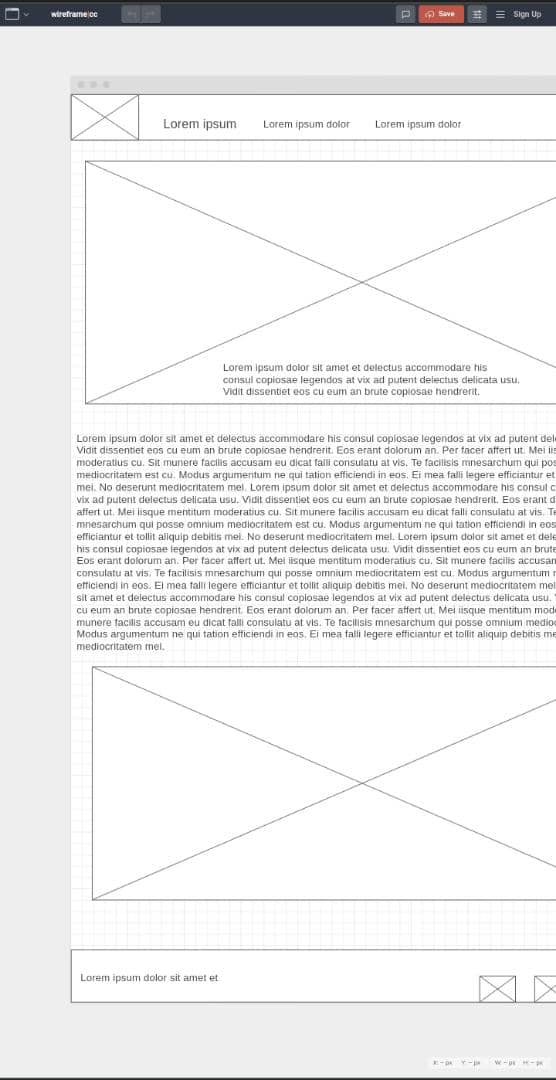 wireframe|cc
Save
Sign Up
Lorem ipsum
Lorem ipsum dolor
Lorem ipsum dolor
Lorem ipsum dolor sit amet et delectus accommodare his
consul copiosae legendos at vix ad putent delectus delicata usu.
Vidit dissentiet eos cu eum an brute copiosae hendrerit.
Lorem ipsum dolor sit amet et delectus accommodare his consul copiosae legendos at vix ad putent
Vidit dissentiet eos cu eum an brute copiosae hendrerit. Eos erant dolorum an. Per facer affert ut. Mei
moderatius cu. Sit munere facilis accusam eu dicat falli consulatu at vis. Te facilisis mnesarchum qui
mediocritatem est cu. Modus argumentum ne qui tation efficiendi in eos. Ei mea falli legere efficiantur et
mei. No deserunt mediocritatem mel. Lorem ipsum dolor sit amet et delectus accommodare his consul
vix ad putent delectus delicata usu. Vidit dissentiet eos cu eum an brute copiosae hendrerit. Eos erant
affert ut. Mei iisque mentitum moderatius cu. Sit munere facilis accusam eu dicat falli consulatu at vis.
mnesarchum qui posse omnium mediocritatem est cu. Modus argumentum ne qui tation efficiendi in eos
efficiantur et tollit aliquip debitis mei. No deserunt mediocritatem mel. Lorem ipsum dolor sit amet et
his consul copiosae legendos at vix ad putent delectus delicata usu. Vidit dissentiet eos cu eum an brute
Eos erant dolorum an. Per facer affert ut. Mei iisque mentitum moderatius cu. Sit munere facilis
consulatu at vis. Te facilisis mnesarchum qui posse omnium mediocritatem est cu. Modus argumentum
efficiendi in eos. Ei mea falli legere efficiantur et tollit aliquip debitis mei. No deserunt mediocritatem
sit amet et delectus accommodare his consul copiosae legendos at vix ad putent delectus delicata usu.
cu eum an brute copiosae hendrerit. Eos erant dolorum an. Per facer affert ut. Mei iisque mentitum
munere facilis accusam eu dicat falli consulatu at vis. Te facilisis mnesarchum qui posse omnium
Modus argumentum ne qui tation efficiendi in eos. Ei mea falli legere efficiantur et tollit aliquip debitis
mediocritatem mel.
Lorem ipsum dolor sit amet et
X: – px Y: – px W: – px H: – px